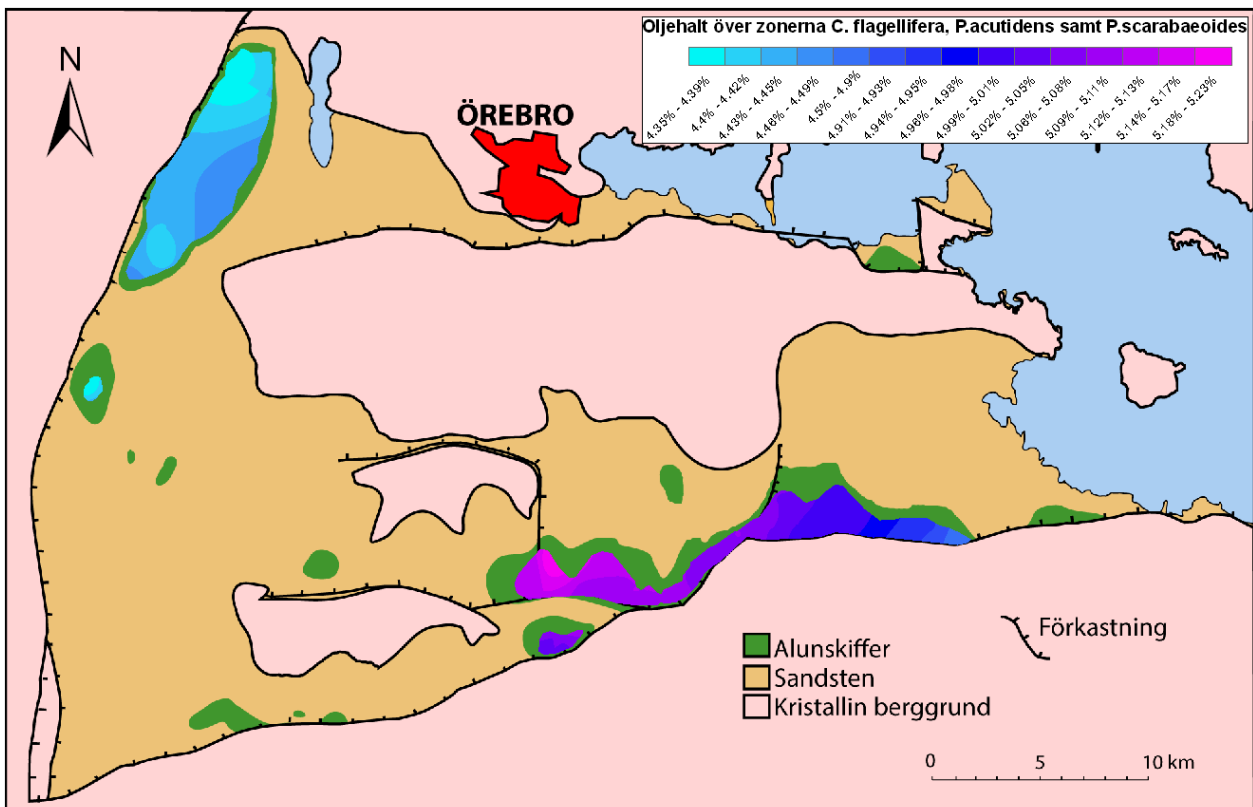 Oljehalt över zonerna C. flagellifera, P.acutidens samt P.scarabaeoides
4.35% - 4.39%
4.4% - 4.42%
4.43% - 4.45%
4.46% - 4.49%
4.5% - 4.9%
4.91% - 4.93%
4.94% - 4.95%
4.96% - 4.98%
4.99% - 5.01%
5.02% - 5.05%
5.06% - 5.08%
5.09% - 5.11%
5.12% - 5.13%
5.14% - 5.17%
5.18% - 5.23%
N
ÖREBRO
Förkastning
Alunskiffer
Sandsten
Kristallin berggrund
0 5 10 km